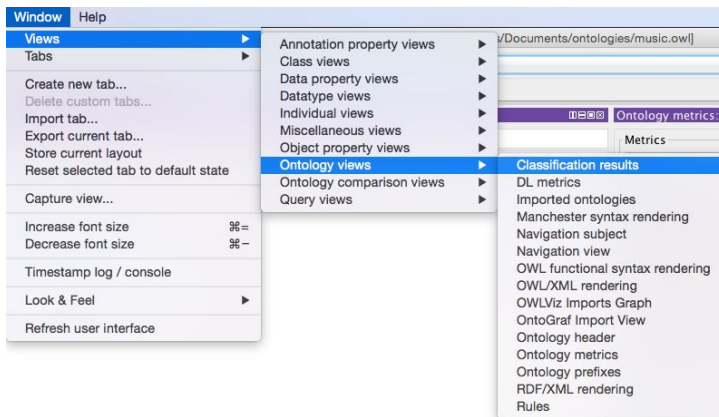 Window Help
Views
Tabs
Create new tab...
Delete custom tabs...
Import tab...
Export current tab...
Store current layout
Reset selected tab to default state
Capture view...
Increase font size ⌘=
Decrease font size ⌘-
Timestamp log / console
Look & Feel
Refresh user interface
Annotation property views
Class views
Data property views
Datatype views
Individual views
Miscellaneous views
Object property views
Ontology views
Ontology comparison views
Query views
s/Documents/ontologies/music.owl]
Ontology metrics:
Metrics
Classification results
DL metrics
Imported ontologies
Manchester syntax rendering
Navigation subject
Navigation view
OWL functional syntax rendering
OWL/XML rendering
OWLViz Imports Graph
OntoGraf Import View
Ontology header
Ontology metrics
Ontology prefixes
RDF/XML rendering
Rules